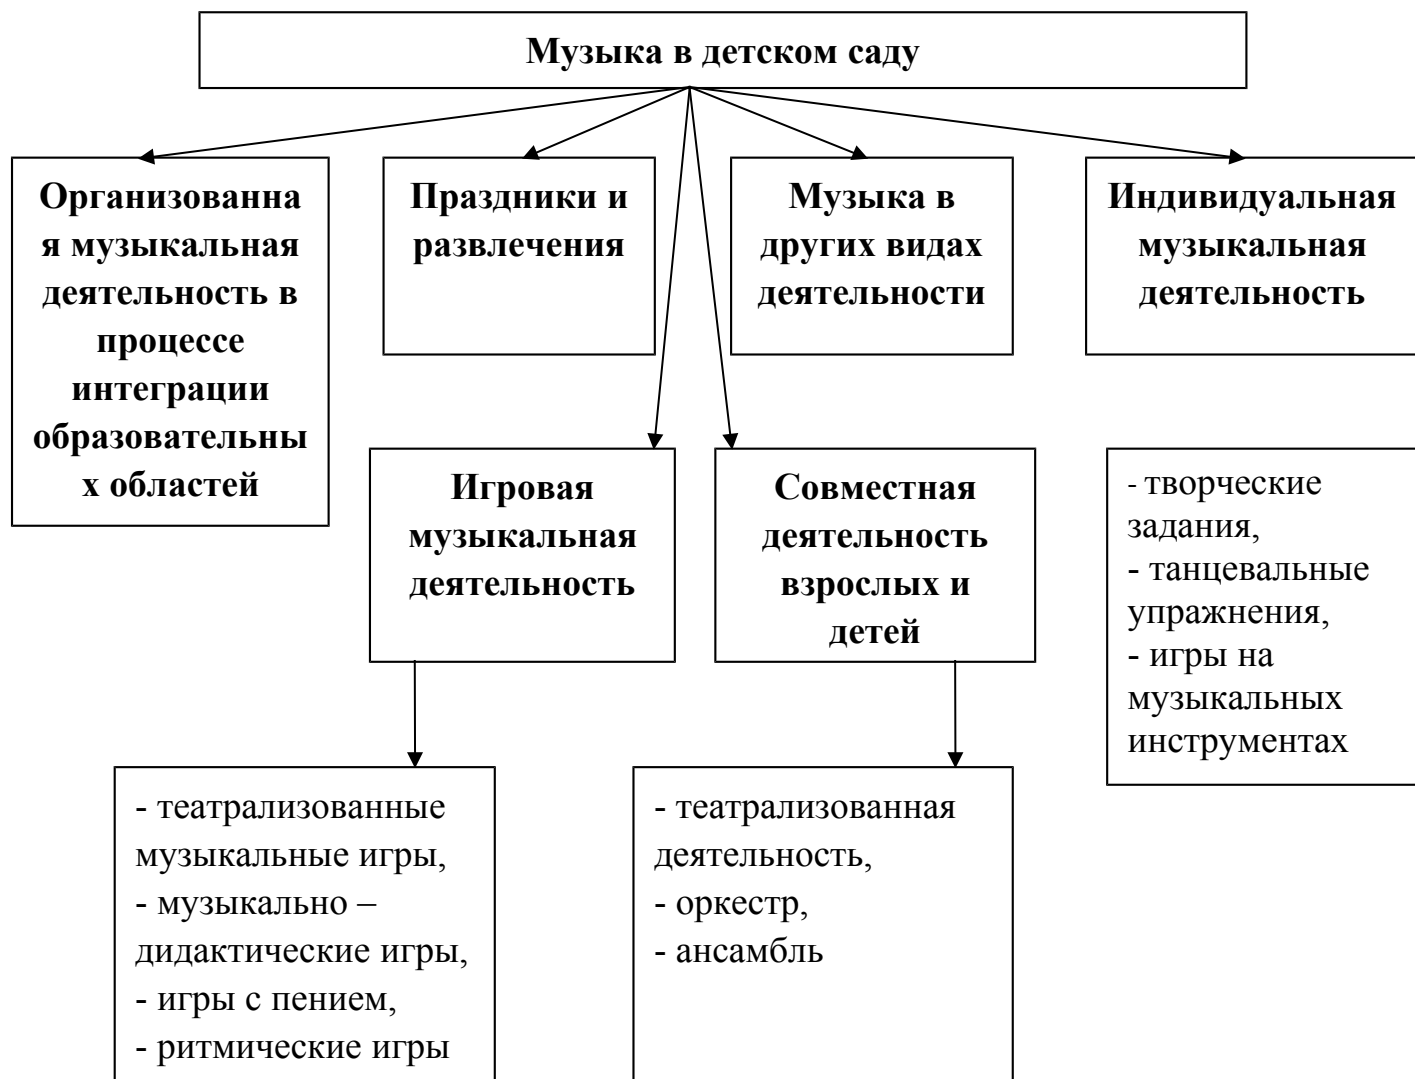 Музыка в детском саду
Организованна
я музыкальная
деятельность в
процессе
интеграции
образовательны
х областей
Праздники и
развлечения
Музыка в
других видах
деятельности
Индивидуальная
музыкальная
деятельность
Игровая
музыкальная
деятельность
Совместная
деятельность
взрослых и
детей
- творческие
задания,
- танцевальные
упражнения,
- игры на
музыкальных
инструментах
- театрализованные
музыкальные игры,
- музыкально –
дидактические игры,
- игры с пением,
- ритмические игры
- театрализованная
деятельность,
- оркестр,
- ансамбль